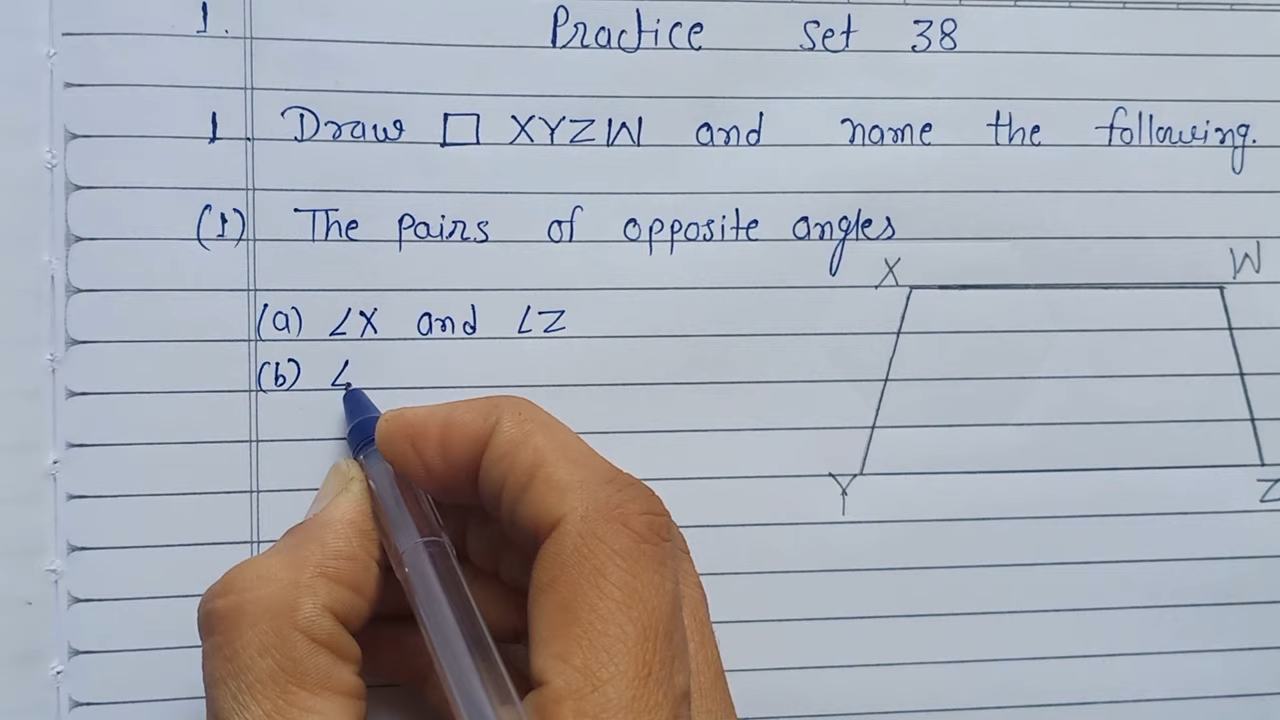 1. Practice set 38
1. Draw □ XYZW and name the following.
(1) The pairs of opposite angles
X W
(a) ∠X and ∠Z
(b) ∠
Y Z